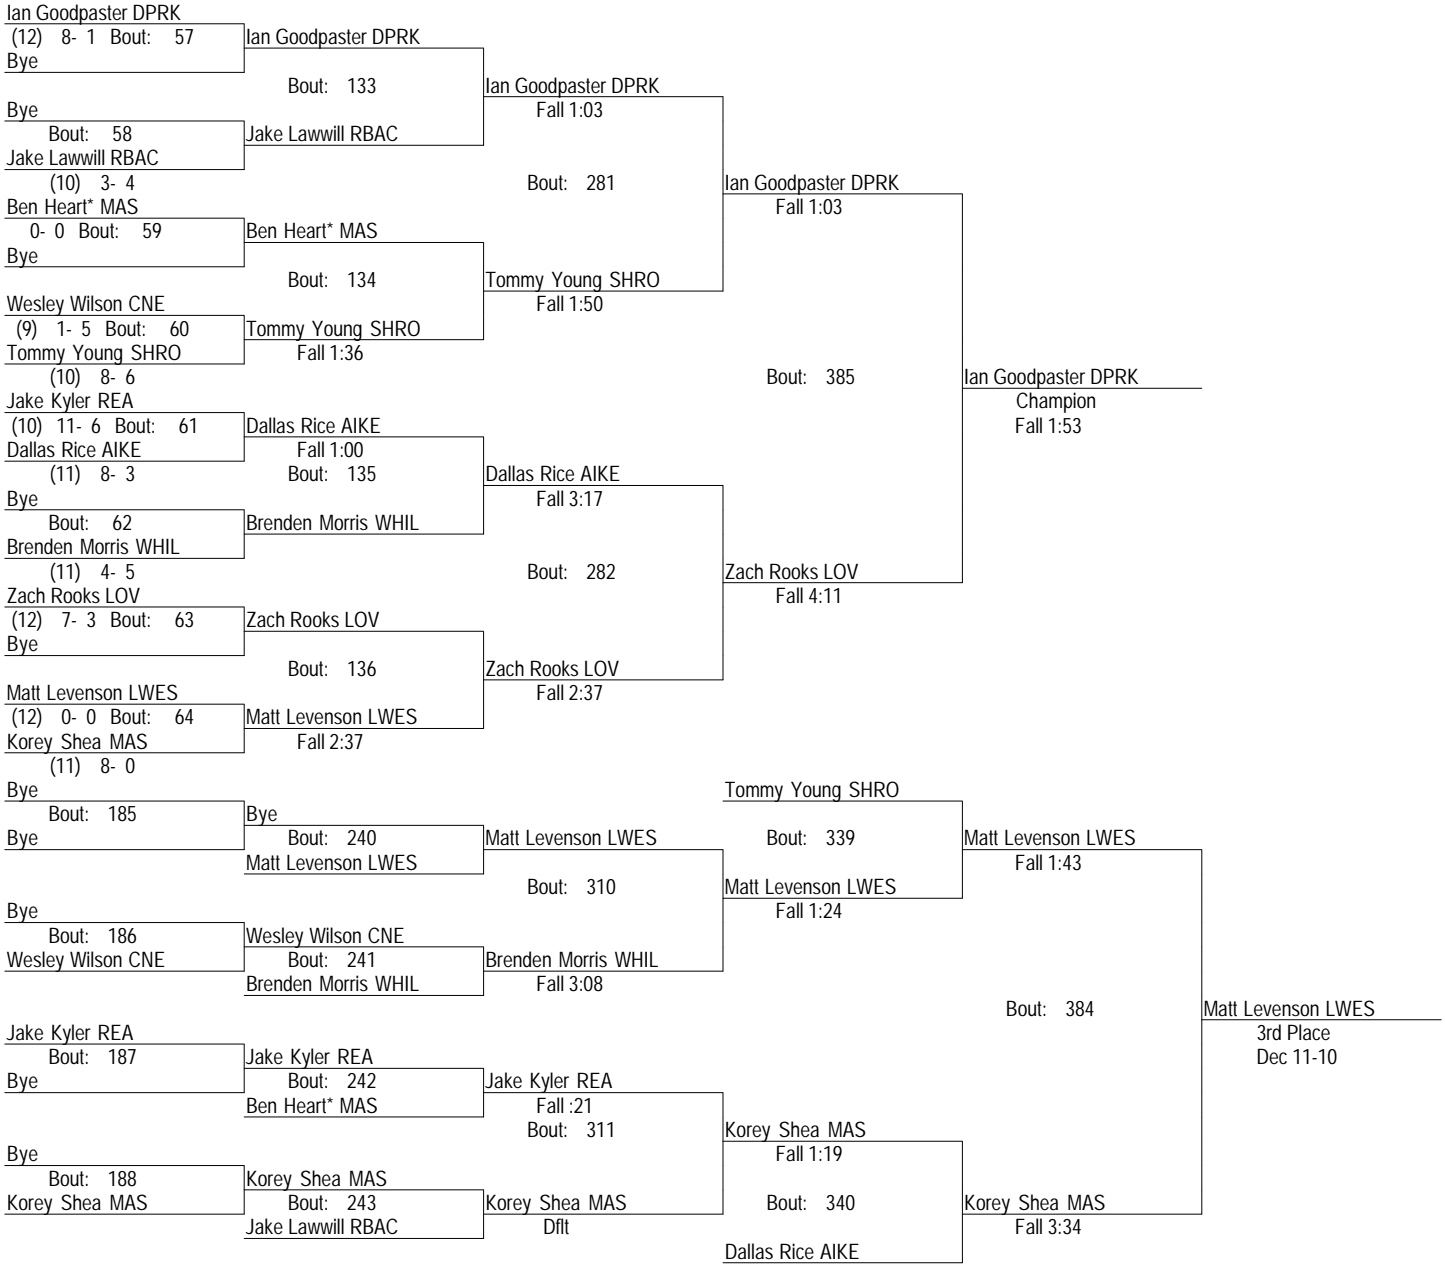 Ian Goodpaster DPRK
(12) 8- 1 Bout: 57
Bye
Bye
Bout: 58
Jake Lawwill RBAC
(10) 3- 4
Ben Heart* MAS
0- 0 Bout: 59
Bye
Wesley Wilson CNE
(9) 1- 5 Bout: 60
Tommy Young SHRO
(10) 8- 6
Jake Kyler REA
(10) 11- 6 Bout: 61
Dallas Rice AIKE
(11) 8- 3
Bye
Bout: 62
Brenden Morris WHIL
(11) 4- 5
Zach Rooks LOV
(12) 7- 3 Bout: 63
Bye
Matt Levenson LWES
(12) 0- 0 Bout: 64
Korey Shea MAS
(11) 8- 0
Ian Goodpaster DPRK
Bout: 133
Jake Lawwill RBAC
Ben Heart* MAS
Bout: 134
Tommy Young SHRO
Fall 1:36
Dallas Rice AIKE
Fall 1:00
Bout: 135
Brenden Morris WHIL
Zach Rooks LOV
Bout: 136
Matt Levenson LWES
Fall 2:37
Ian Goodpaster DPRK
Fall 1:03
Bout: 281
Tommy Young SHRO
Fall 1:50
Dallas Rice AIKE
Fall 3:17
Bout: 282
Zach Rooks LOV
Fall 2:37
Ian Goodpaster DPRK
Fall 1:03
Bout: 385
Zach Rooks LOV
Fall 4:11
Ian Goodpaster DPRK
Champion
Fall 1:53
Bye
Bout: 185
Bye
Bye
Bout: 186
Wesley Wilson CNE
Jake Kyler REA
Bout: 187
Bye
Bye
Bout: 188
Korey Shea MAS
Bye
Bout: 240
Matt Levenson LWES
Wesley Wilson CNE
Bout: 241
Brenden Morris WHIL
Jake Kyler REA
Bout: 242
Ben Heart* MAS
Korey Shea MAS
Bout: 243
Jake Lawwill RBAC
Matt Levenson LWES
Bout: 310
Brenden Morris WHIL
Fall 3:08
Jake Kyler REA
Fall :21
Bout: 311
Korey Shea MAS
Dflt
Tommy Young SHRO
Bout: 339
Matt Levenson LWES
Fall 1:24
Korey Shea MAS
Fall 1:19
Bout: 340
Dallas Rice AIKE
Matt Levenson LWES
Fall 1:43
Bout: 384
Korey Shea MAS
Fall 3:34
Matt Levenson LWES
3rd Place
Dec 11-10